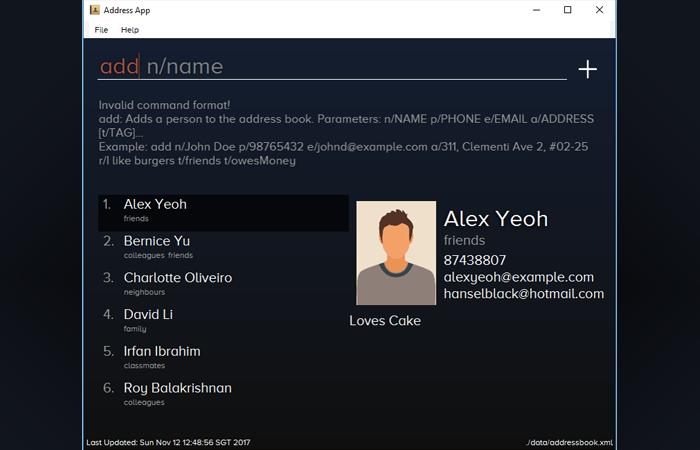 Address App
File Help
add n/name
Invalid command format!
add: Adds a person to the address book. Parameters: n/NAME p/PHONE e/EMAIL a/ADDRESS
[t/TAG]...
Example: add n/John Doe p/98765432 e/johnd@example.com a/311, Clementi Ave 2, #02-25
r/I like burgers t/friends t/owesMoney
1. Alex Yeoh
friends
2. Bernice Yu
colleagues friends
3. Charlotte Oliveiro
neighbours
4. David Li
family
5. Irfan Ibrahim
classmates
6. Roy Balakrishnan
colleagues
Alex Yeoh
friends
87438807
alexyeoh@example.com
hanselblack@hotmail.com
Loves Cake
Last Updated: Sun Nov 12 12:48:56 SGT 2017
./data/addressbook.xml